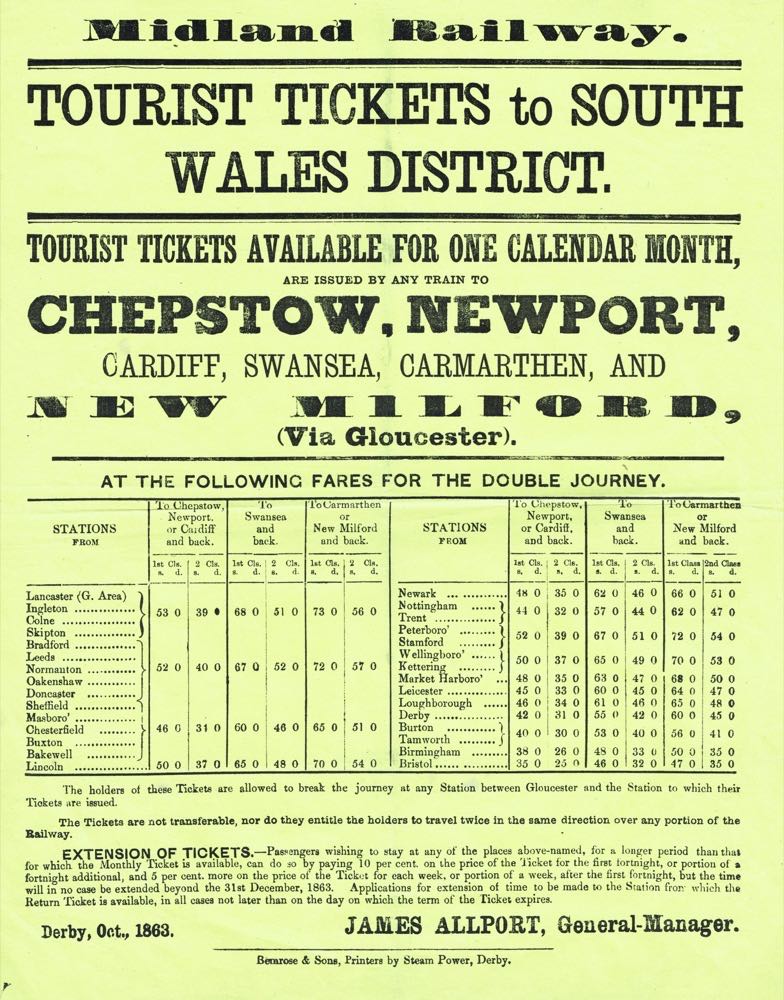 Midland Railway.
TOURIST TICKETS to SOUTH
WALES DISTRICT.
TOURIST TICKETS AVAILABLE FOR ONE CALENDAR MONTH,
ARE ISSUED BY ANY TRAIN TO
CHEPSTOW, NEWPORT,
CARDIFF, SWANSEA, CARMARTHEN, AND
NEW MILFORD,
(Via Gloucester).
AT THE FOLLOWING FARES FOR THE DOUBLE JOURNEY.
STATIONS FROM | To Chepstow, Newport, or Cardiff and back. | To Swansea and back. | To Carmarthen or New Milford and back.
1st Cls. 2 Cls. 1st Cls. 2 Cls. 1st Cls. 2 Cls.
s. d. s. d. s. d. s. d. s. d. s. d.
Lancaster (G. Area)
Ingleton ...............
Colne ...............
Skipton ...............
53 0 39 68 0 51 0 73 0 56 0
Bradford ...............
Leeds ...............
Normanton ...............
Oakenshaw ...............
Doncaster ...............
52 0 40 0 67 0 52 0 72 0 57 0
Sheffield ...............
Masboro' ...............
Chesterfield ...............
Buxton ...............
Bakewell ...............
46 0 31 0 60 0 46 0 65 0 51 0
Lincoln ............... 50 0 37 0 65 0 48 0 70 0 54 0
STATIONS FROM | To Chepstow, Newport, or Cardiff, and back. | To Swansea and back. | To Carmarthen or New Milford and back.
1st Cls. 2 Cls. 1st Cls. 2 Cls. 1st Class 2nd Class
s. d. s. d. s. d. s. d. s. d. s. d.
Newark ... ............ 48 0 35 0 62 0 46 0 66 0 51 0
Nottingham ......
Trent ...............
44 0 32 0 57 0 44 0 62 0 47 0
Peterboro' .........
Stamford .........
52 0 39 0 67 0 51 0 72 0 54 0
Wellingboro' ......
Kettering .........
50 0 37 0 65 0 49 0 70 0 53 0
Market Harboro' ... 48 0 35 0 63 0 47 0 68 0 50 0
Leicester ............ 45 0 33 0 60 0 45 0 64 0 47 0
Loughborough ...... 46 0 34 0 61 0 46 0 65 0 48 0
Derby ............... 42 0 31 0 55 0 42 0 60 0 45 0
Burton ............
Tamworth .........
40 0 30 0 53 0 40 0 56 0 41 0
Birmingham ......... 38 0 26 0 48 0 33 0 50 0 35 0
Bristol ............... 35 0 25 0 46 0 32 0 47 0 35 0
The holders of these Tickets are allowed to break the journey at any Station between Gloucester and the Station to which their
Tickets are issued.
The Tickets are not transferable, nor do they entitle the holders to travel twice in the same direction over any portion of the
Railway.
EXTENSION OF TICKETS.—Passengers wishing to stay at any of the places above-named, for a longer period than that
for which the Monthly Ticket is available, can do so by paying 10 per cent. on the price of the Ticket for the first fortnight, or portion of a
fortnight additional, and 5 per cent. more on the price of the Ticket for each week, or portion of a week, after the first fortnight, but the time
will in no case be extended beyond the 31st December, 1863. Applications for extension of time to be made to the Station from which the
Return Ticket is available, in all cases not later than on the day on which the term of the Ticket expires.
Derby, Oct., 1863. JAMES ALLPORT, General-Manager.
Bemrose & Sons, Printers by Steam Power, Derby.